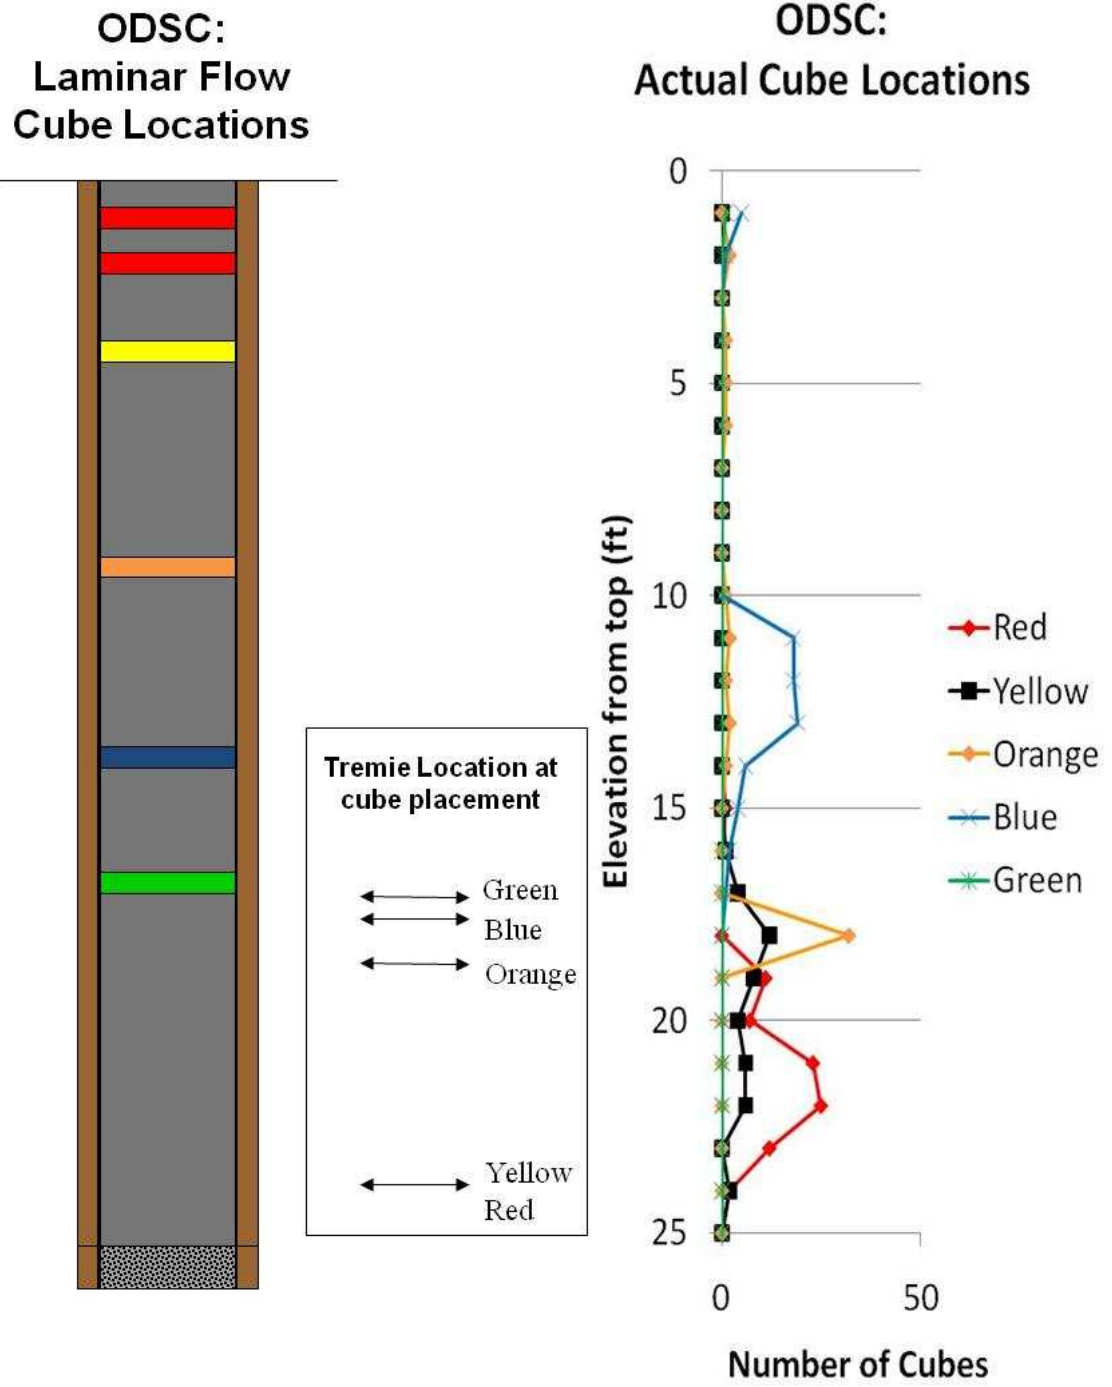 ODSC:
Laminar Flow
Cube Locations
Tremie Location at
cube placement
Green
Blue
Orange
Yellow
Red
ODSC:
Actual Cube Locations
Elevation from top (ft)
0
5
10
15
20
25
0
50
Number of Cubes
Red
Yellow
Orange
Blue
Green